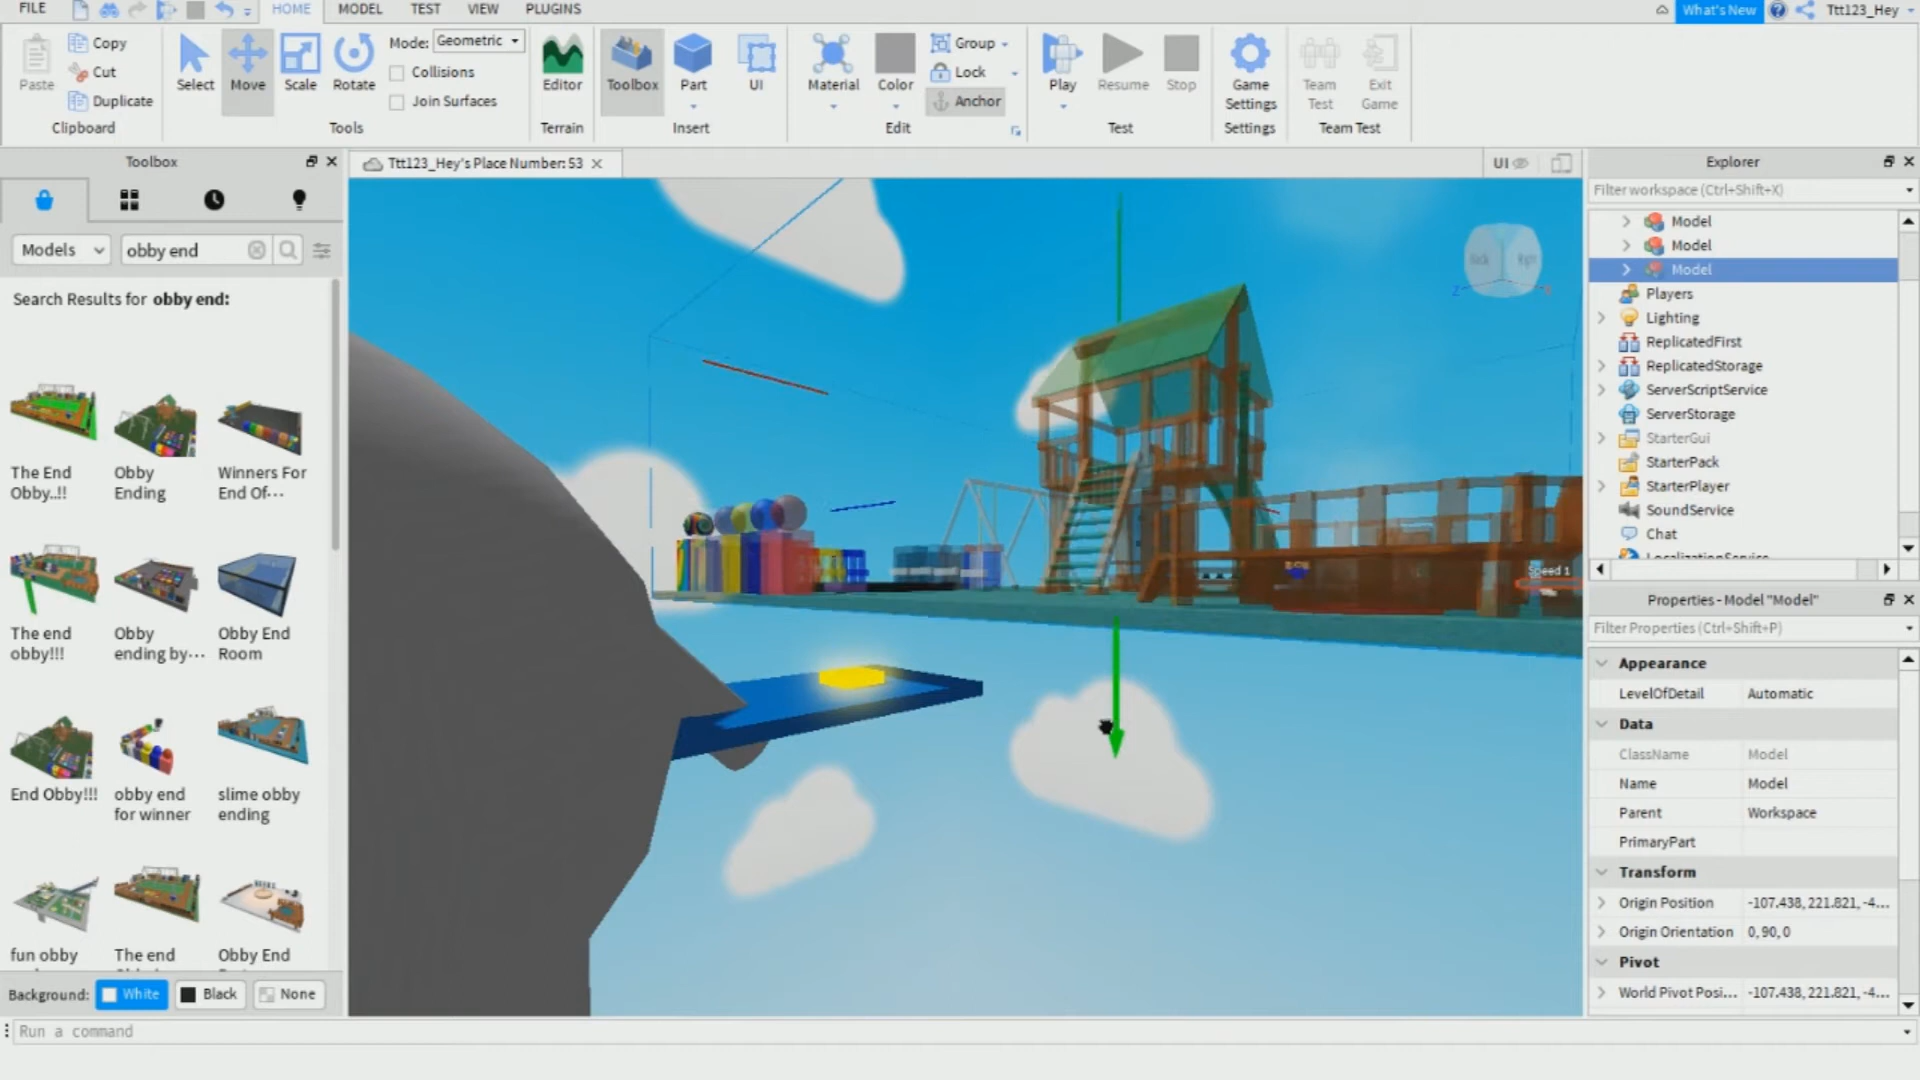 FILE HOME MODEL TEST VIEW PLUGINS What's New Ttt123_Hey
Paste Copy Cut Duplicate Clipboard
Select Move Scale Rotate Mode: Geometric Collisions Join Surfaces Tools
Editor Terrain
Toolbox Part UI Insert
Material Color Group Lock Anchor Edit
Play Resume Stop Test
Game Settings Settings
Team Test Exit Game Team Test
Toolbox
Ttt123_Hey's Place Number: 53
UI
Models obby end
Search Results for obby end:
The End Obby..!!
Obby Ending
Winners For End Of...
The end obby!!!
Obby ending by...
Obby End Room
End Obby!!!
obby end for winner
slime obby ending
fun obby
The end
Obby End
Background: White Black None
Run a command
Back Right
Z
Speed 1
Explorer
Filter workspace (Ctrl+Shift+X)
Model
Model
Model
Players
Lighting
ReplicatedFirst
ReplicatedStorage
ServerScriptService
ServerStorage
StarterGui
StarterPack
StarterPlayer
SoundService
Chat
LocalizationService
Properties - Model "Model"
Filter Properties (Ctrl+Shift+P)
Appearance
LevelOfDetail Automatic
Data
ClassName Model
Name Model
Parent Workspace
PrimaryPart
Transform
Origin Position -107.438, 221.821, -4...
Origin Orientation 0, 90, 0
Pivot
World Pivot Posi... -107.438, 221.821, -4...